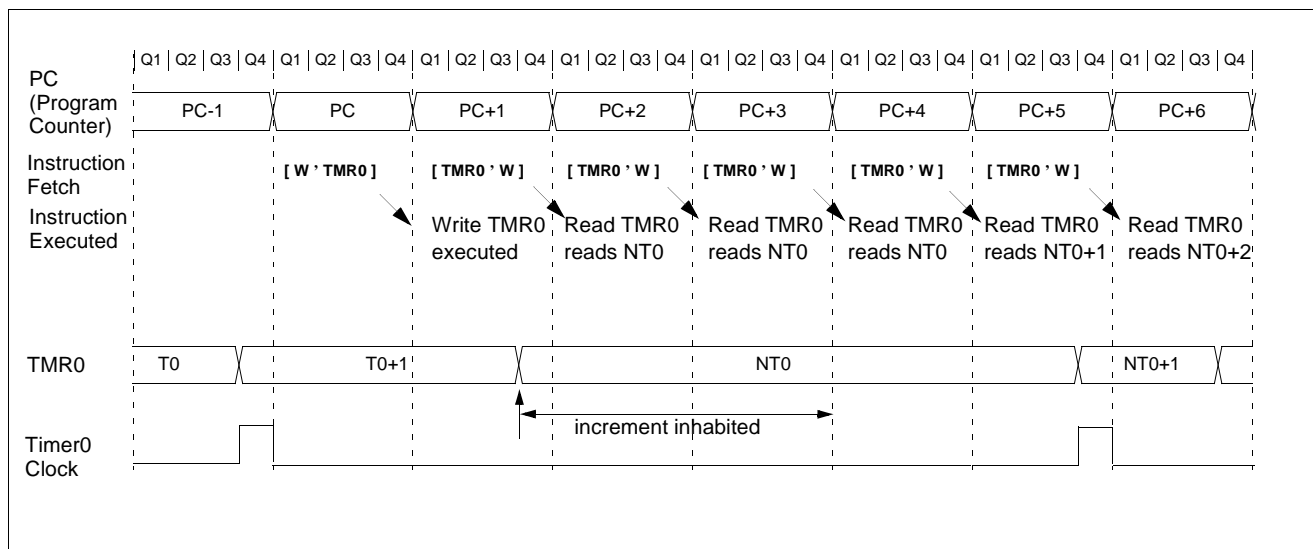 Q1 Q2 Q3 Q4 Q1 Q2 Q3 Q4 Q1 Q2 Q3 Q4 Q1 Q2 Q3 Q4 Q1 Q2 Q3 Q4 Q1 Q2 Q3 Q4 Q1 Q2 Q3 Q4 Q1 Q2 Q3 Q4
PC
(Program
Counter)
PC-1 PC PC+1 PC+2 PC+3 PC+4 PC+5 PC+6
Instruction
Fetch
[ W ' TMR0 ] [ TMR0 ' W ] [ TMR0 ' W ] [ TMR0 ' W ] [ TMR0 ' W ] [ TMR0 ' W ]
Instruction
Executed
Write TMR0
executed
Read TMR0
reads NT0
Read TMR0
reads NT0
Read TMR0
reads NT0
Read TMR0
reads NT0+1
Read TMR0
reads NT0+2
TMR0
T0 T0+1 NT0 NT0+1
increment inhabited
Timer0
Clock